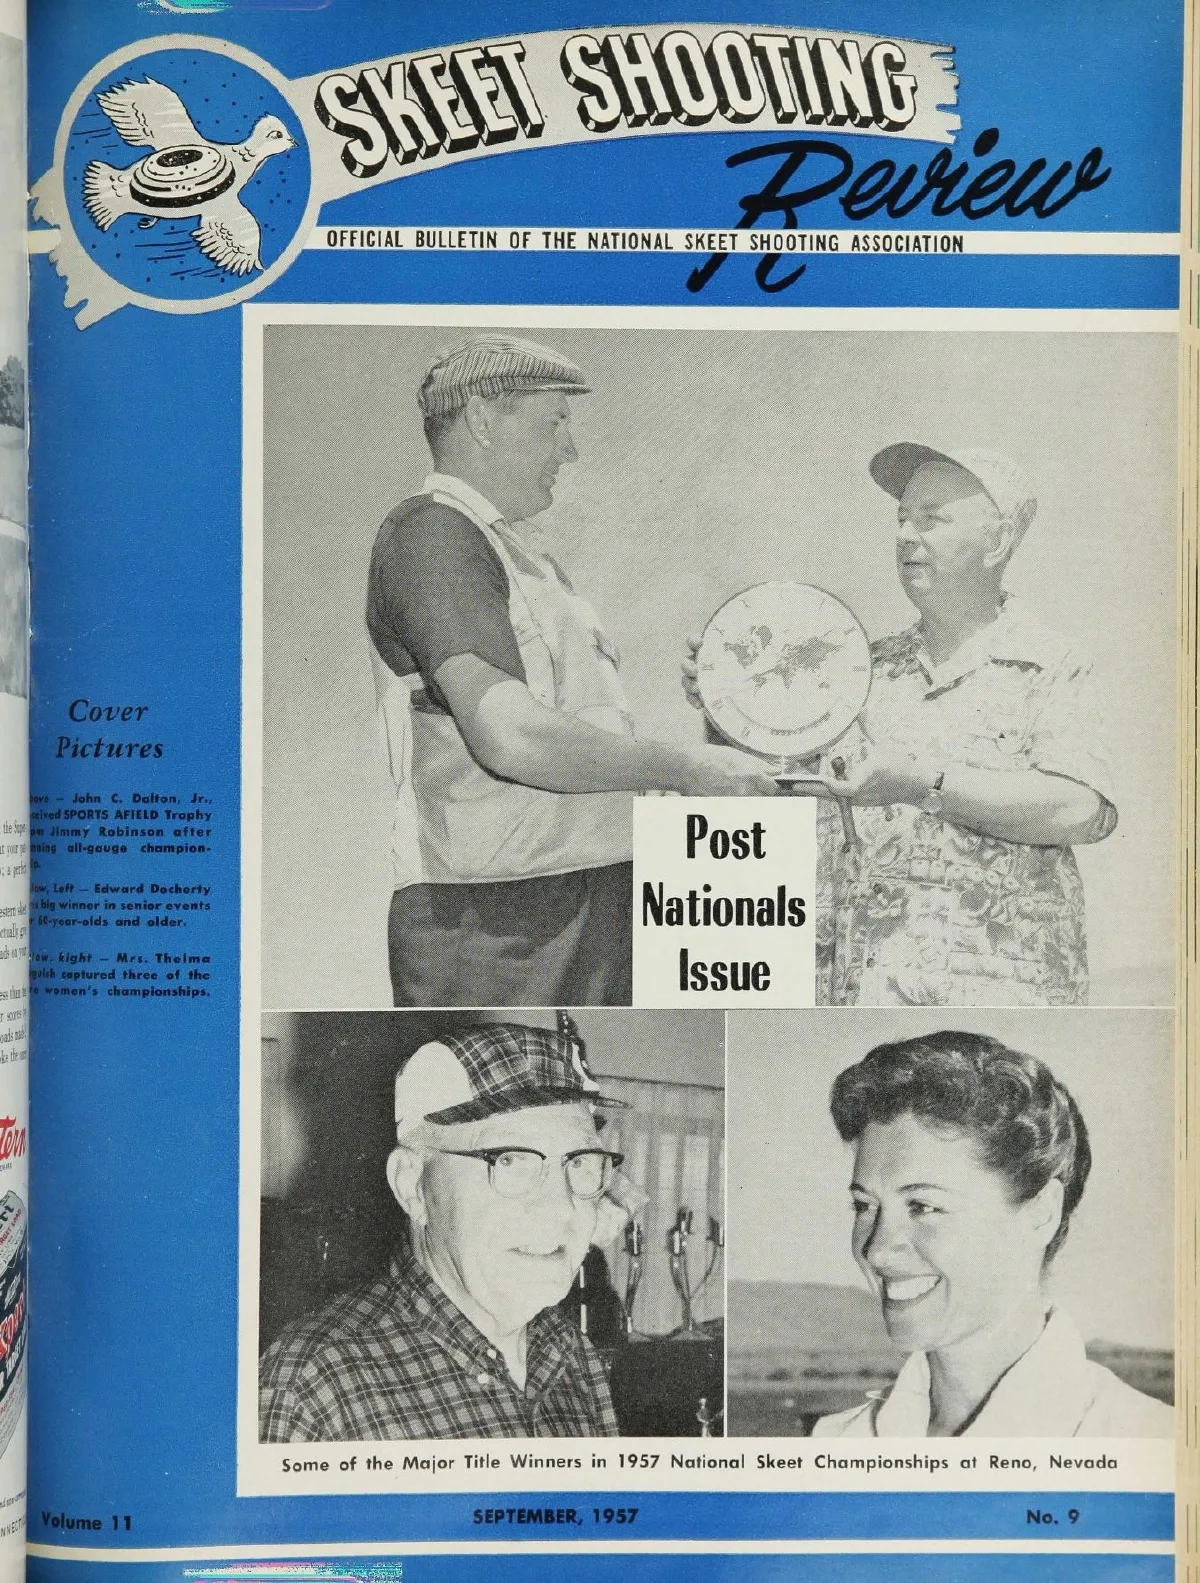 SKEET SHOOTING
Review
OFFICIAL BULLETIN OF THE NATIONAL SKEET SHOOTING ASSOCIATION
Cover
Pictures
— John C. Dalton, Jr.,
SPORTS AFIELD Trophy
Jimmy Robinson after
all-gauge champion-
Left — Edward Docherty
big winner in senior events
60-year-olds and older.
— Mrs. Thelma
captured three of the
women's championships.
Post
Nationals
Issue
Some of the Major Title Winners in 1957 National Skeet Championships at Reno, Nevada
Volume 11
SEPTEMBER, 1957
No. 9